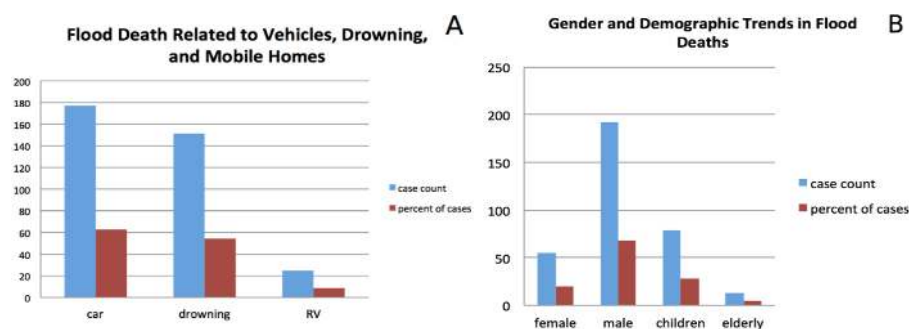 Flood Death Related to Vehicles, Drowning,
and Mobile Homes
A
200
180
160
140
120
100
80
60
40
20
0
car
drowning
RV
case count
percent of cases
Gender and Demographic Trends in Flood
Deaths
B
250
200
150
100
50
0
female
male
children
elderly
case count
percent of cases